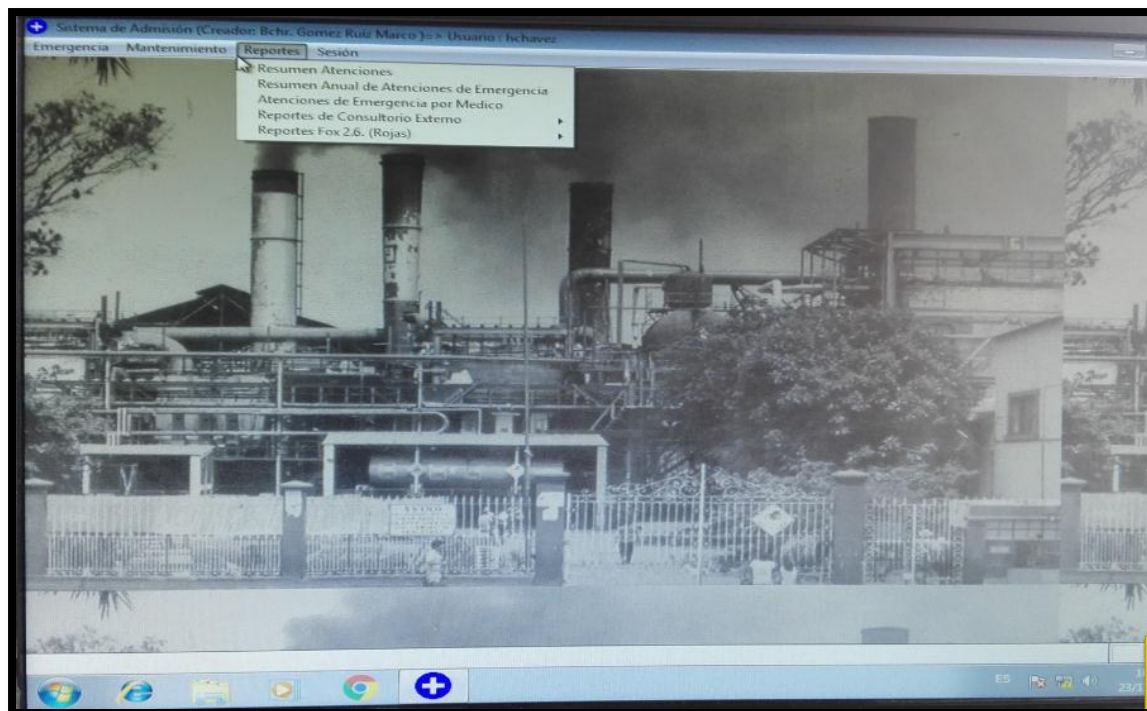 Sistema de Admisión (Creador: Bchr. Gomez Ruiz Marco )=> Usuario : hchavez
Emergencia Mantenimiento Reportes Sesión
Resumen Atenciones
Resumen Anual de Atenciones de Emergencia
Atenciones de Emergencia por Medico
Reportes de Consultorio Externo
Reportes Fox 2.6. (Rojas)
AVISO
ES